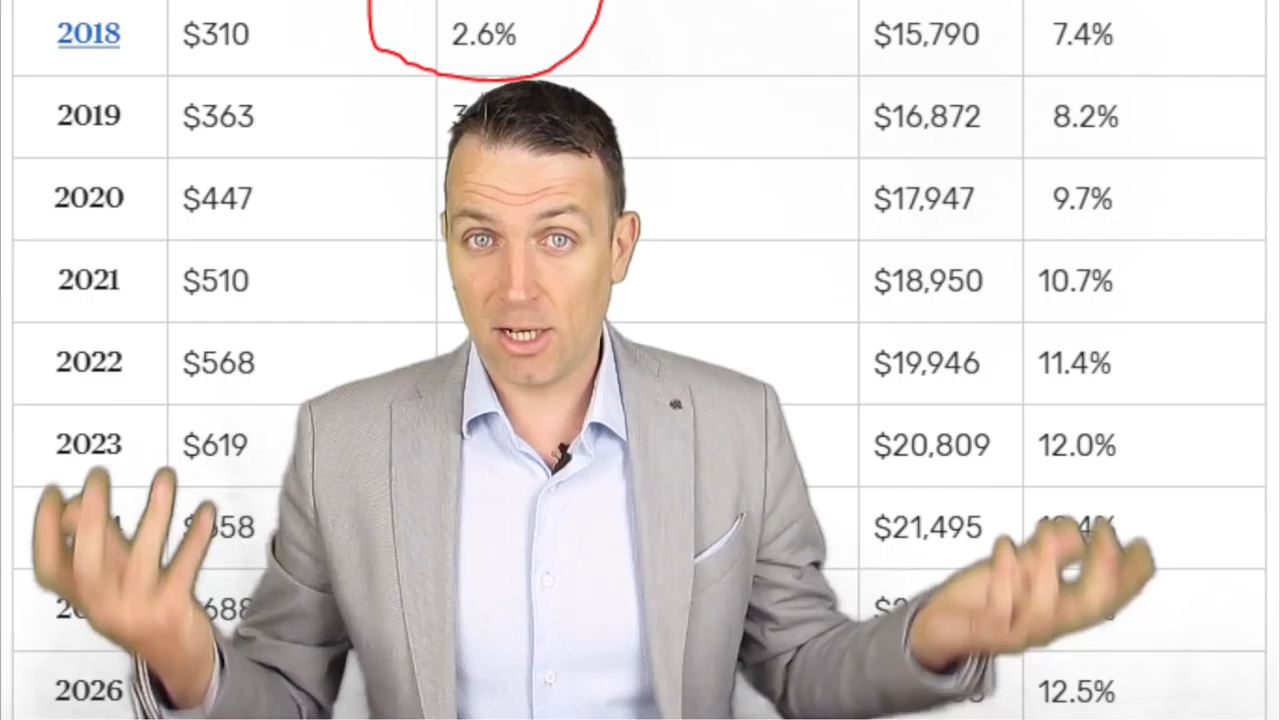 2018 $310 2.6% $15,790 7.4%
2019 $363 $16,872 8.2%
2020 $447 $17,947 9.7%
2021 $510 $18,950 10.7%
2022 $568 $19,946 11.4%
2023 $619 $20,809 12.0%
$21,495
2026 12.5%